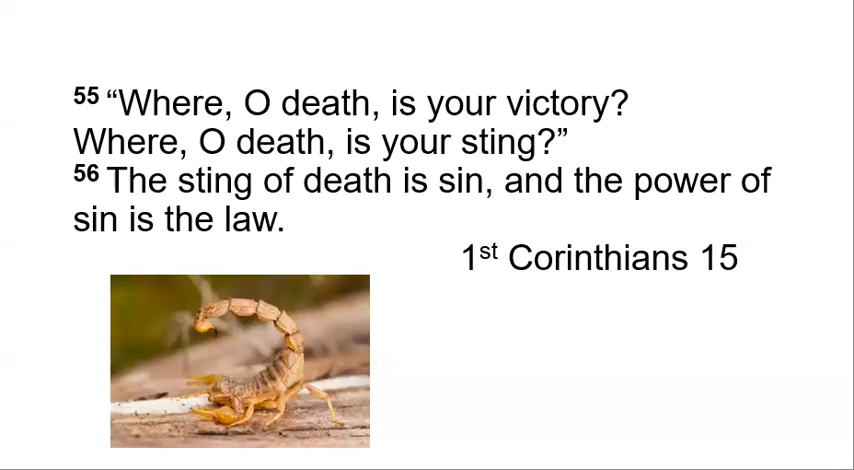 55 “Where, O death, is your victory?
Where, O death, is your sting?”
56 The sting of death is sin, and the power of
sin is the law.
1st Corinthians 15